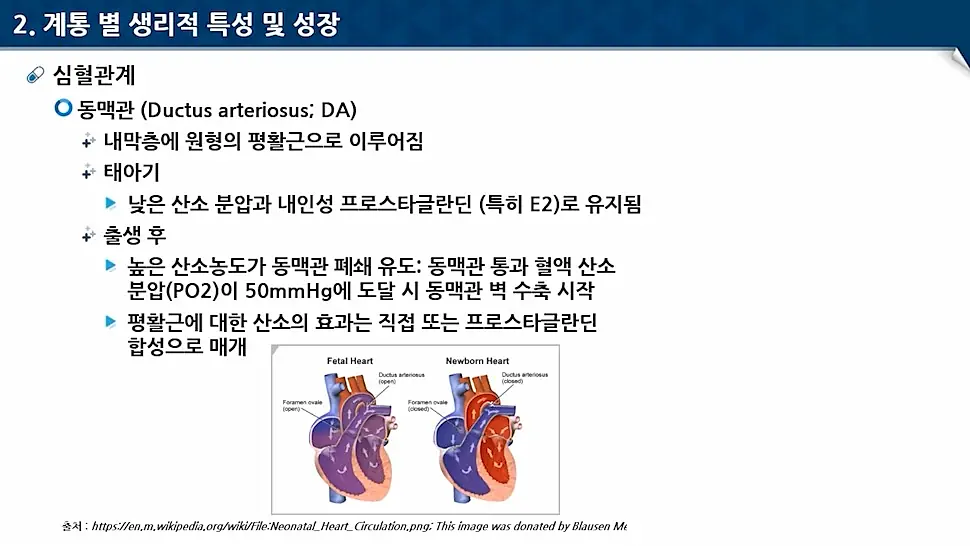 2. 계통 별 생리적 특성 및 성장
심혈관계
동맥관 (Ductus arteriosus; DA)
내막층에 원형의 평활근으로 이루어짐
태아기
낮은 산소 분압과 내인성 프로스타글란딘 (특히 E2)로 유지됨
출생 후
높은 산소농도가 동맥관 폐쇄 유도: 동맥관 통과 혈액 산소
분압(PO2)이 50mmHg에 도달 시 동맥관 벽 수축 시작
평활근에 대한 산소의 효과는 직접 또는 프로스타글란딘
합성으로 매개
Fetal Heart
Ductus arteriosus
(open)
Foramen ovale
(open)
Newborn Heart
Ductus arteriosus
(closed)
Foramen ovale
(closed)
출처 : https://en.m.wikipedia.org/wiki/File:Neonatal_Heart_Circulation.png; This image was donated by Blausen